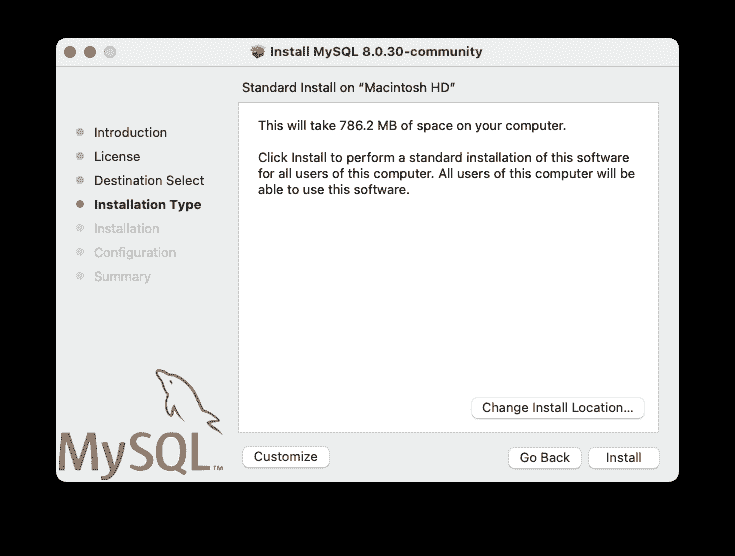 Install MySQL 8.0.30-community
Standard Install on “Macintosh HD”
Introduction
License
Destination Select
Installation Type
Installation
Configuration
Summary
This will take 786.2 MB of space on your computer.
Click Install to perform a standard installation of this software
for all users of this computer. All users of this computer will be
able to use this software.
Change Install Location...
MySQL™
Customize
Go Back
Install